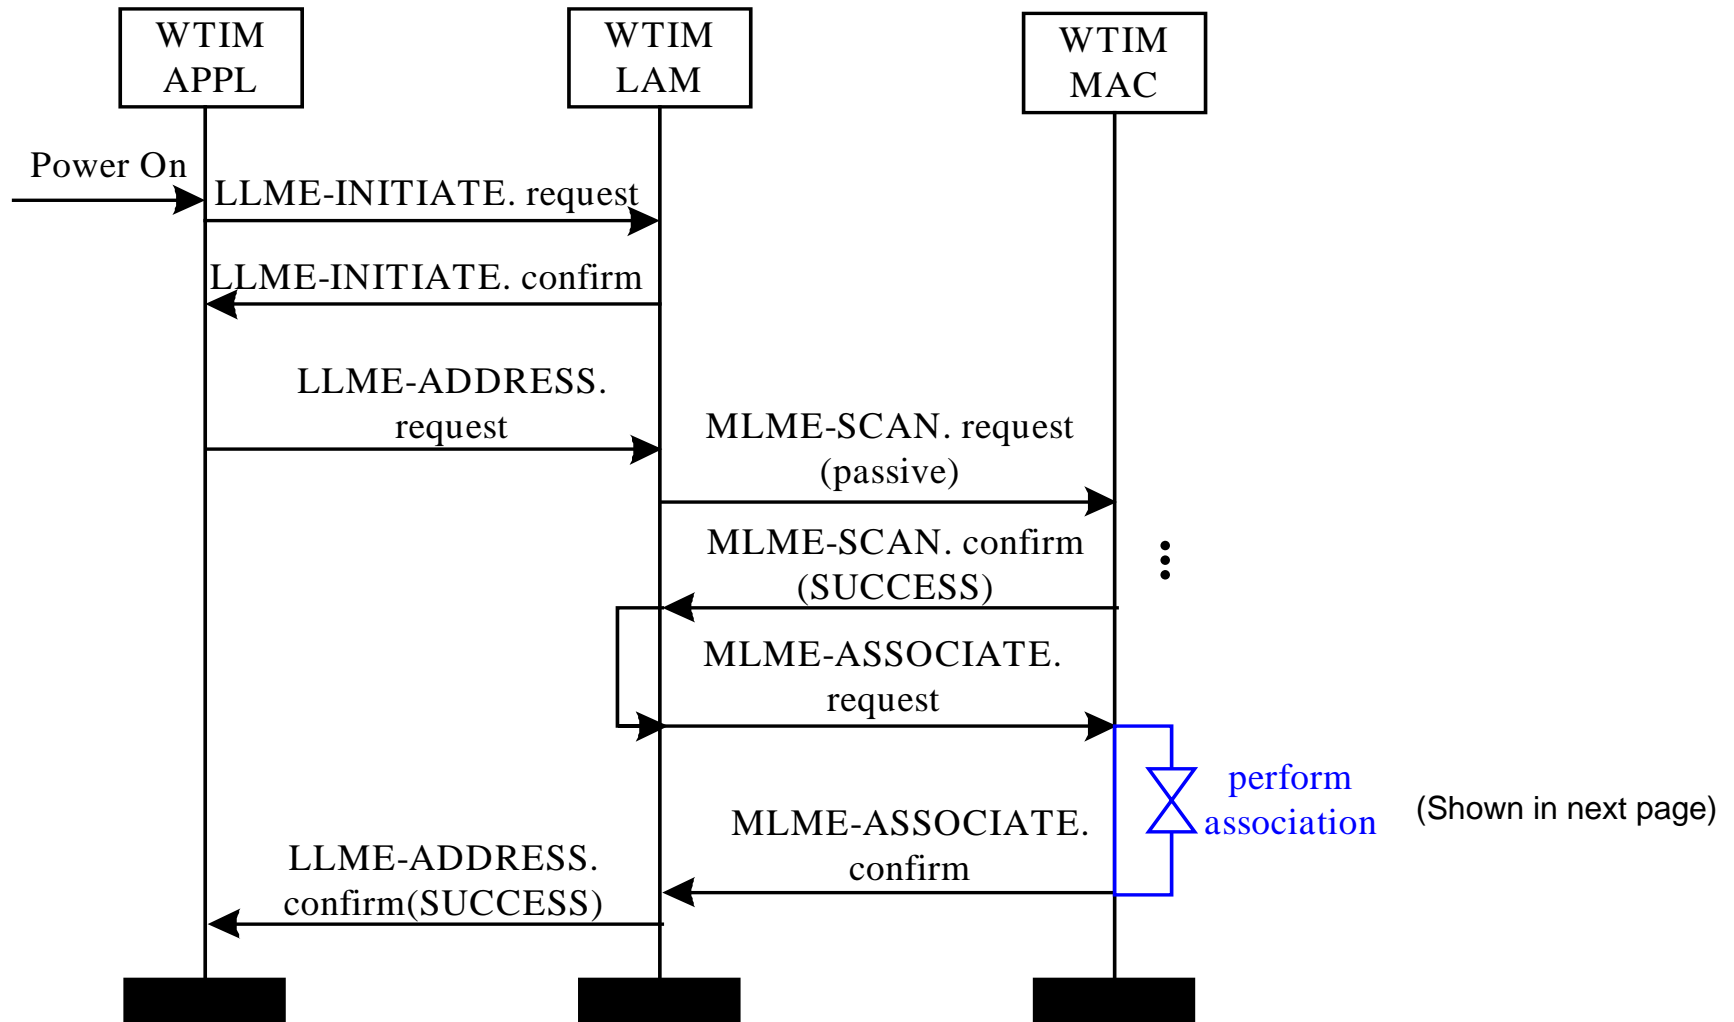 WTIM
APPL
WTIM
LAM
WTIM
MAC
Power On
LLME-INITIATE. request
LLME-INITIATE. confirm
LLME-ADDRESS.
request
MLME-SCAN. request
(passive)
MLME-SCAN. confirm
(SUCCESS)
MLME-ASSOCIATE.
request
perform
association
(Shown in next page)
MLME-ASSOCIATE.
confirm
LLME-ADDRESS.
confirm(SUCCESS)